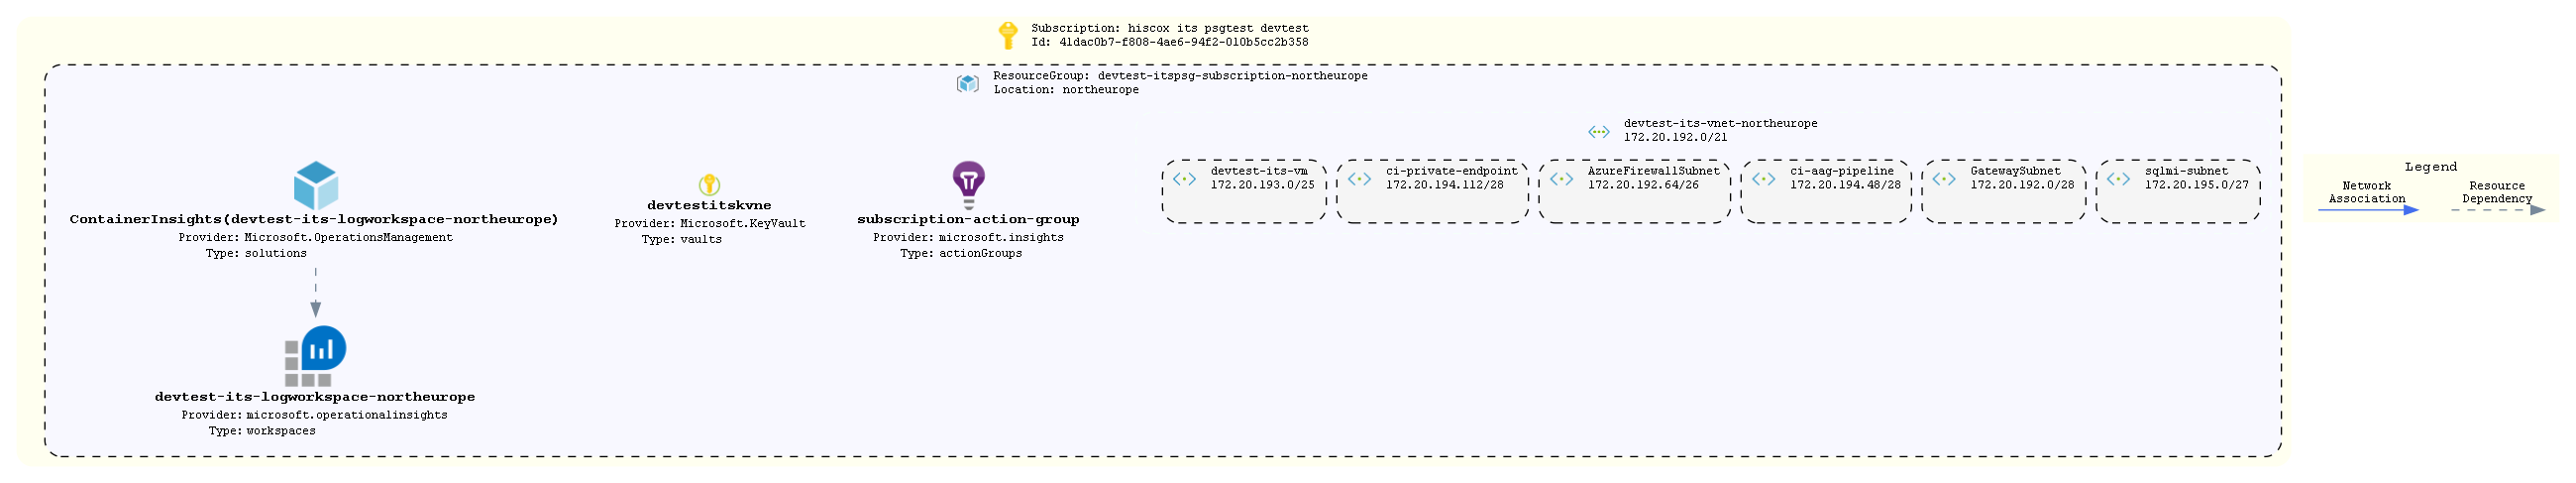 Subscription: hiscox its psgtest devtest
Id: 41dac0b7-f808-4ae6-94f2-010b5cc2b358
ResourceGroup: devtest-itspsg-subscription-northeurope
Location: northeurope
devtest-its-vnet-northeurope
172.20.192.0/21
ContainerInsights(devtest-its-logworkspace-northeurope)
Provider: Microsoft.OperationsManagement
Type: solutions
devtestitskvne
Provider: Microsoft.KeyVault
Type: vaults
subscription-action-group
Provider: microsoft.insights
Type: actionGroups
devtest-its-vm
172.20.193.0/25
ci-private-endpoint
172.20.194.112/28
AzureFirewallSubnet
172.20.192.64/26
ci-aag-pipeline
172.20.194.48/28
GatewaySubnet
172.20.192.0/28
sqlmi-subnet
172.20.195.0/27
devtest-its-logworkspace-northeurope
Provider: microsoft.operationalinsights
Type: workspaces
Legend
Network
Association
Resource
Dependency